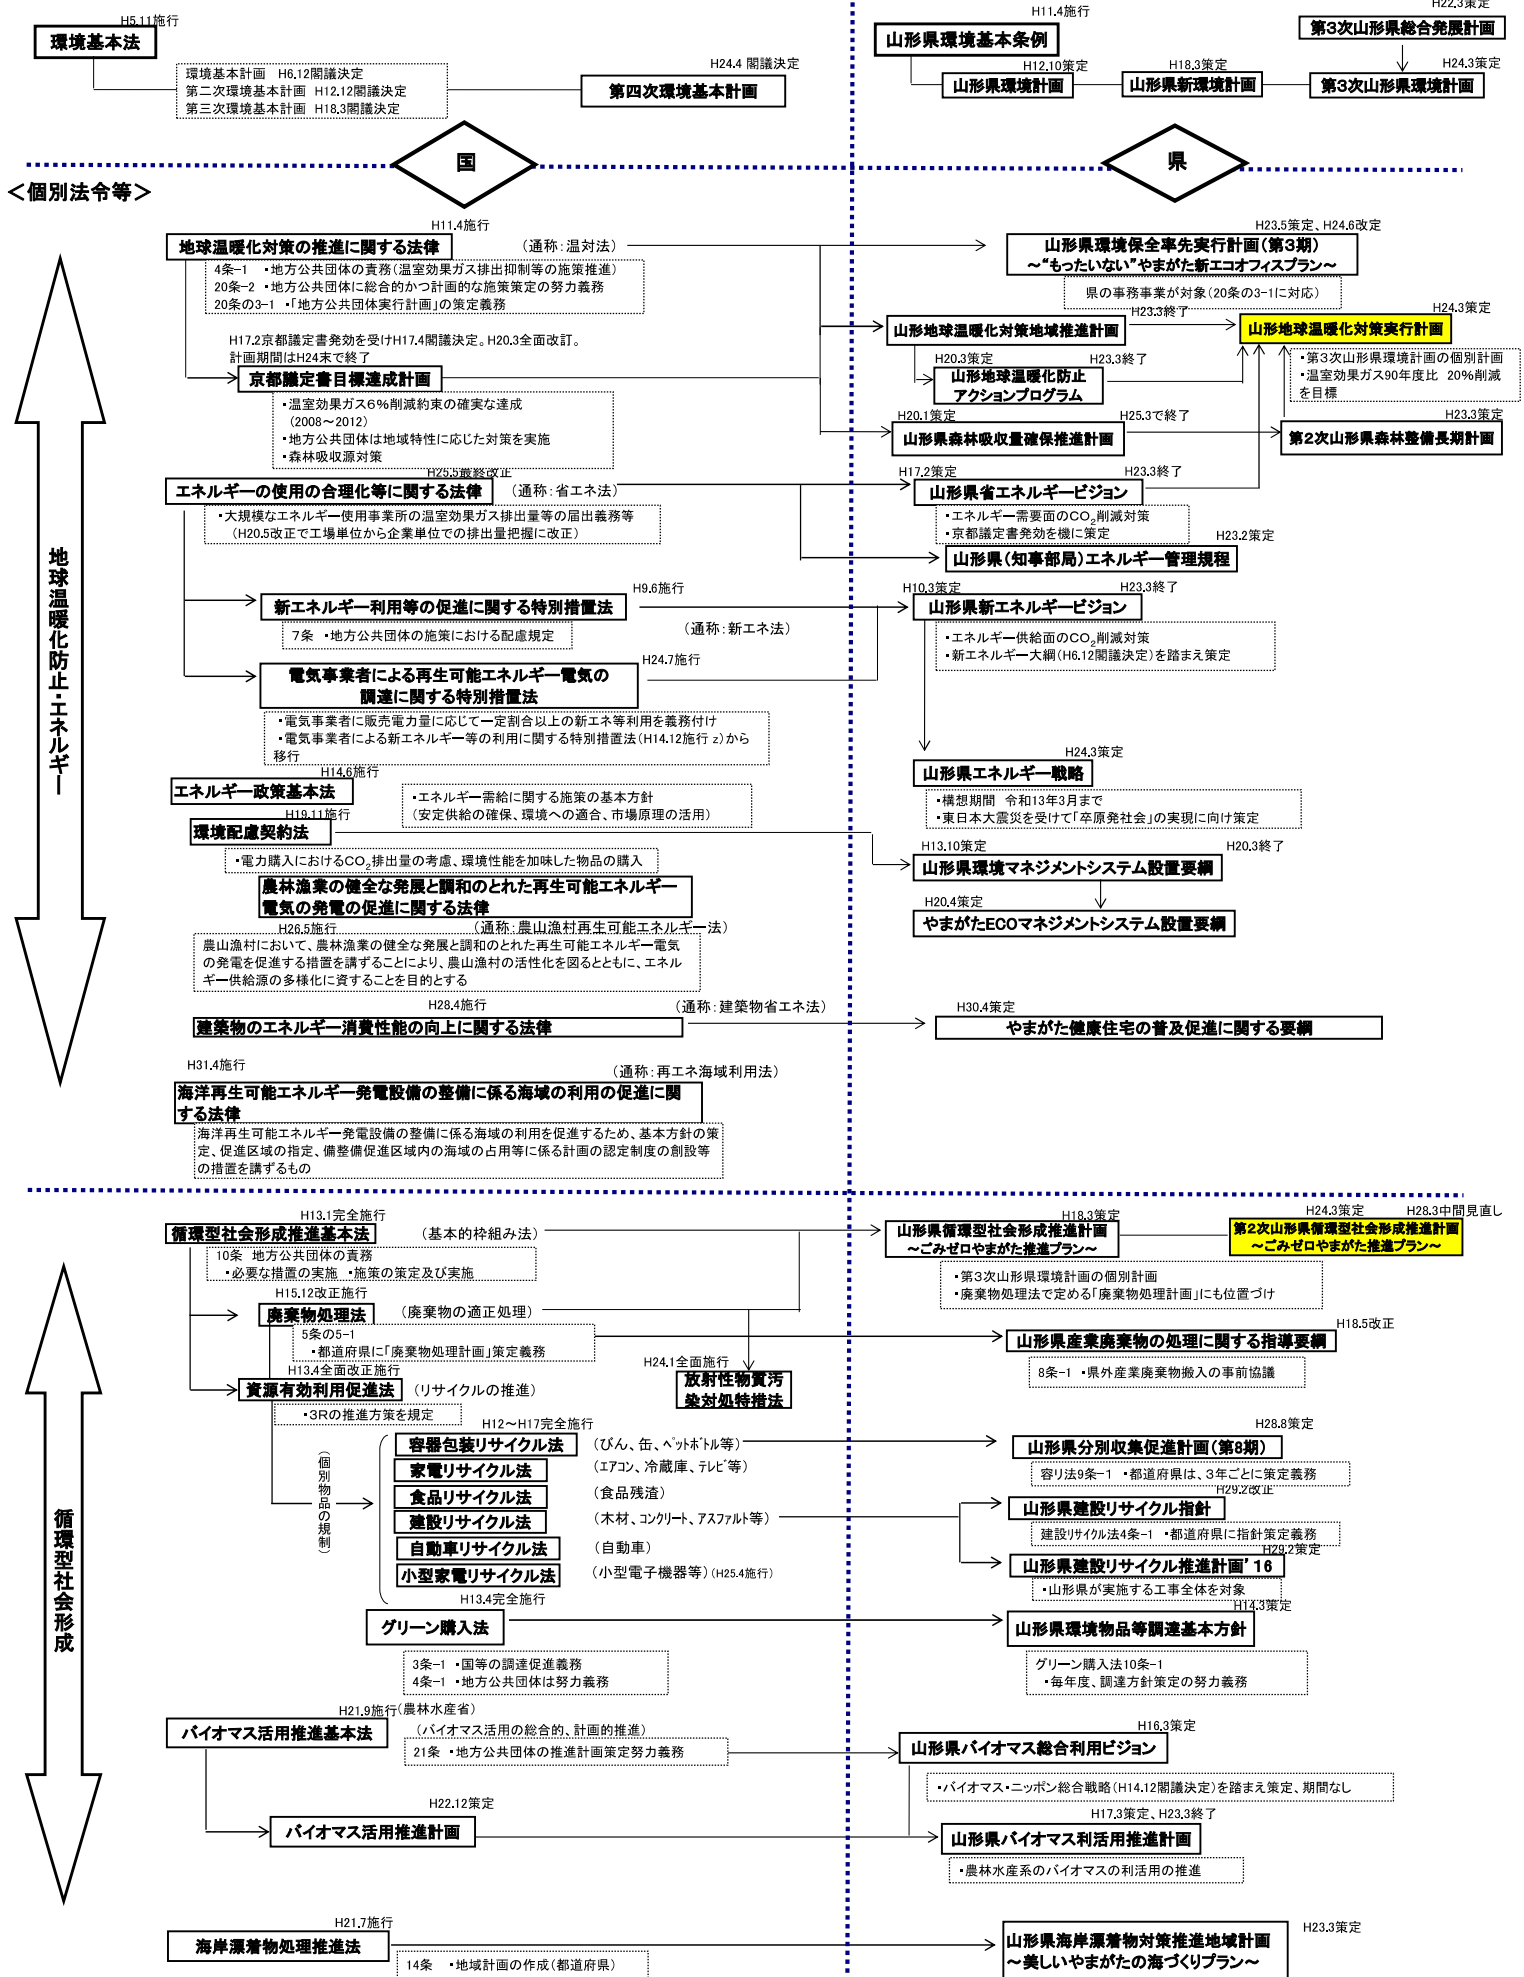 H5.11施行
環境基本法
環境基本計画　H6.12閣議決定
第二次環境基本計画　H12.12閣議決定
第三次環境基本計画　H18.3閣議決定
H24.4 閣議決定
第四次環境基本計画
H11.4施行
山形県環境基本条例
H12.10策定
山形県環境計画
H18.3策定
山形県新環境計画
H22.3策定
第3次山形県総合発展計画
H24.3策定
第3次山形県環境計画
国
県
＜個別法令等＞
地球温暖化防止・エネルギー
H11.4施行
地球温暖化対策の推進に関する法律
（通称：温対法）
4条-1　・地方公共団体の責務（温室効果ガス排出抑制等の施策推進）
20条-2　・地方公共団体に総合的かつ計画的な施策策定の努力義務
20条の3-1　・「地方公共団体実行計画」の策定義務
H17.2京都議定書発効を受けH17.4閣議決定。H20.3全面改訂。
計画期間はH24末で終了
京都議定書目標達成計画
・温室効果ガス6％削減約束の確実な達成
（2008～2012）
・地方公共団体は地域特性に応じた対策を実施
・森林吸収源対策
H23.5策定、H24.6改定
山形県環境保全率先実行計画（第3期）
～“もったいない”やまがた新エコオフィスプラン～
県の事務事業が対象（20条の3-1に対応）
山形地球温暖化対策地域推進計画
H23.3終了
H24.3策定
山形地球温暖化対策実行計画
・第3次山形県環境計画の個別計画
・温室効果ガス90年度比　20％削減
を目標
H20.3策定
H23.3終了
山形地球温暖化防止
アクションプログラム
H20.1策定
山形県森林吸収量確保推進計画
H25.3で終了
H23.3策定
第2次山形県森林整備長期計画
H25.5最終改正
エネルギーの使用の合理化等に関する法律
（通称：省エネ法）
・大規模なエネルギー使用事業所の温室効果ガス排出量等の届出義務等
（H20.5改正で工場単位から企業単位での排出量把握に改正）
H17.2策定
H23.3終了
山形県省エネルギービジョン
・エネルギー需要面のCO2削減対策
・京都議定書発効を機に策定
H23.2策定
山形県（知事部局）エネルギー管理規程
H9.6施行
新エネルギー利用等の促進に関する特別措置法
（通称：新エネ法）
7条　・地方公共団体の施策における配慮規定
H10.3策定
H23.3終了
山形県新エネルギービジョン
・エネルギー供給面のCO2削減対策
・新エネルギー大綱（H6.12閣議決定）を踏まえ策定
H24.7施行
電気事業者による再生可能エネルギー電気の
調達に関する特別措置法
・電気事業者に販売電力量に応じて一定割合以上の新エネ等利用を義務付け
・電気事業者による新エネルギー等の利用に関する特別措置法（H14.12施行 z）から
移行
H14.6施行
エネルギー政策基本法
・エネルギー需給に関する施策の基本方針
（安定供給の確保、環境への適合、市場原理の活用）
H24.3策定
山形県エネルギー戦略
・構想期間　令和13年3月まで
・東日本大震災を受けて「卒原発社会」の実現に向け策定
H19.11施行
環境配慮契約法
・電力購入におけるCO2排出量の考慮、環境性能を加味した物品の購入
H13.10策定
H20.3終了
山形県環境マネジメントシステム設置要綱
H20.4策定
やまがたECOマネジメントシステム設置要綱
農林漁業の健全な発展と調和のとれた再生可能エネルギー
電気の発電の促進に関する法律
H26.5施行
（通称：農山漁村再生可能エネルギー法）
農山漁村において、農林漁業の健全な発展と調和のとれた再生可能エネルギー電気
の発電を促進する措置を講ずることにより、農山漁村の活性化を図るとともに、エネル
ギー供給源の多様化に資することを目的とする
H28.4施行
（通称：建築物省エネ法）
建築物のエネルギー消費性能の向上に関する法律
H30.4策定
やまがた健康住宅の普及促進に関する要綱
H31.4施行
（通称：再エネ海域利用法）
海洋再生可能エネルギー発電設備の整備に係る海域の利用の促進に関
する法律
海洋再生可能エネルギー発電設備の整備に係る海域の利用を促進するため、基本方針の策
定、促進区域の指定、備整備促進区域内の海域の占用等に係る計画の認定制度の創設等
の措置を講ずるもの
循環型社会形成
H13.1完全施行
循環型社会形成推進基本法
（基本的枠組み法）
10条　地方公共団体の責務
・必要な措置の実施　・施策の策定及び実施
H18.3策定
山形県循環型社会形成推進計画
～ごみゼロやまがた推進プラン～
H24.3策定
H28.3中間見直し
第2次山形県循環型社会形成推進計画
～ごみゼロやまがた推進プラン～
・第3次山形県環境計画の個別計画
・廃棄物処理法で定める「廃棄物処理計画」にも位置づけ
H15.12改正施行
廃棄物処理法
（廃棄物の適正処理）
5条の5-1
・都道府県に「廃棄物処理計画」策定義務
H18.5改正
山形県産業廃棄物の処理に関する指導要綱
8条-1　・県外産業廃棄物搬入の事前協議
H24.1全面施行
放射性物質汚
染対処特措法
H13.4全面改正施行
資源有効利用促進法
（リサイクルの推進）
・3Rの推進方策を規定
（個別物品の規制）
H12～H17完全施行
容器包装リサイクル法
（びん、缶、ペットボトル等）
家電リサイクル法
（エアコン、冷蔵庫、テレビ等）
食品リサイクル法
（食品残渣）
建設リサイクル法
（木材、コンクリート、アスファルト等）
自動車リサイクル法
（自動車）
小型家電リサイクル法
（小型電子機器等）（H25.4施行）
H28.8策定
山形県分別収集促進計画（第8期）
容リ法9条-1　・都道府県は、3年ごとに策定義務
H29.2改正
山形県建設リサイクル指針
建設リサイクル法4条-1　・都道府県に指針策定義務
H29.2策定
山形県建設リサイクル推進計画’16
・山形県が実施する工事全体を対象
H13.4完全施行
グリーン購入法
3条-1　・国等の調達促進義務
4条-1　・地方公共団体は努力義務
H14.3策定
山形県環境物品等調達基本方針
グリーン購入法10条-1
・毎年度、調達方針策定の努力義務
H21.9施行（農林水産省）
バイオマス活用推進基本法
（バイオマス活用の総合的、計画的推進）
21条　・地方公共団体の推進計画策定努力義務
H16.3策定
山形県バイオマス総合利用ビジョン
・バイオマス・ニッポン総合戦略（H14.12閣議決定）を踏まえ策定、期間なし
H22.12策定
バイオマス活用推進計画
H17.3策定、H23.3終了
山形県バイオマス利活用推進計画
・農林水産系のバイオマスの利活用の推進
H21.7施行
海岸漂着物処理推進法
14条　・地域計画の作成（都道府県）
H23.3策定
山形県海岸漂着物対策推進地域計画
～美しいやまがたの海づくりプラン～